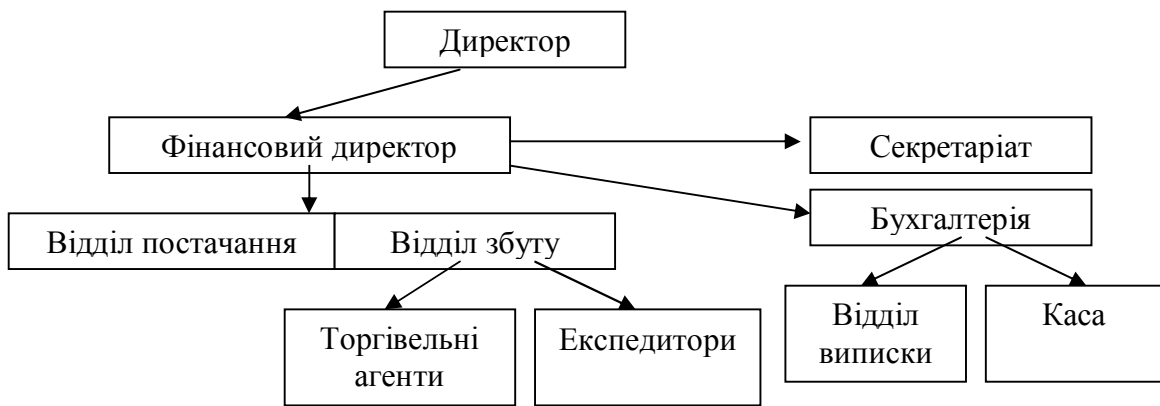 Директор
Фінансовий директор
Секретаріат
Бухгалтерія
Відділ постачання
Відділ збуту
Торгівельні
агенти
Експедитори
Відділ
виписки
Каса